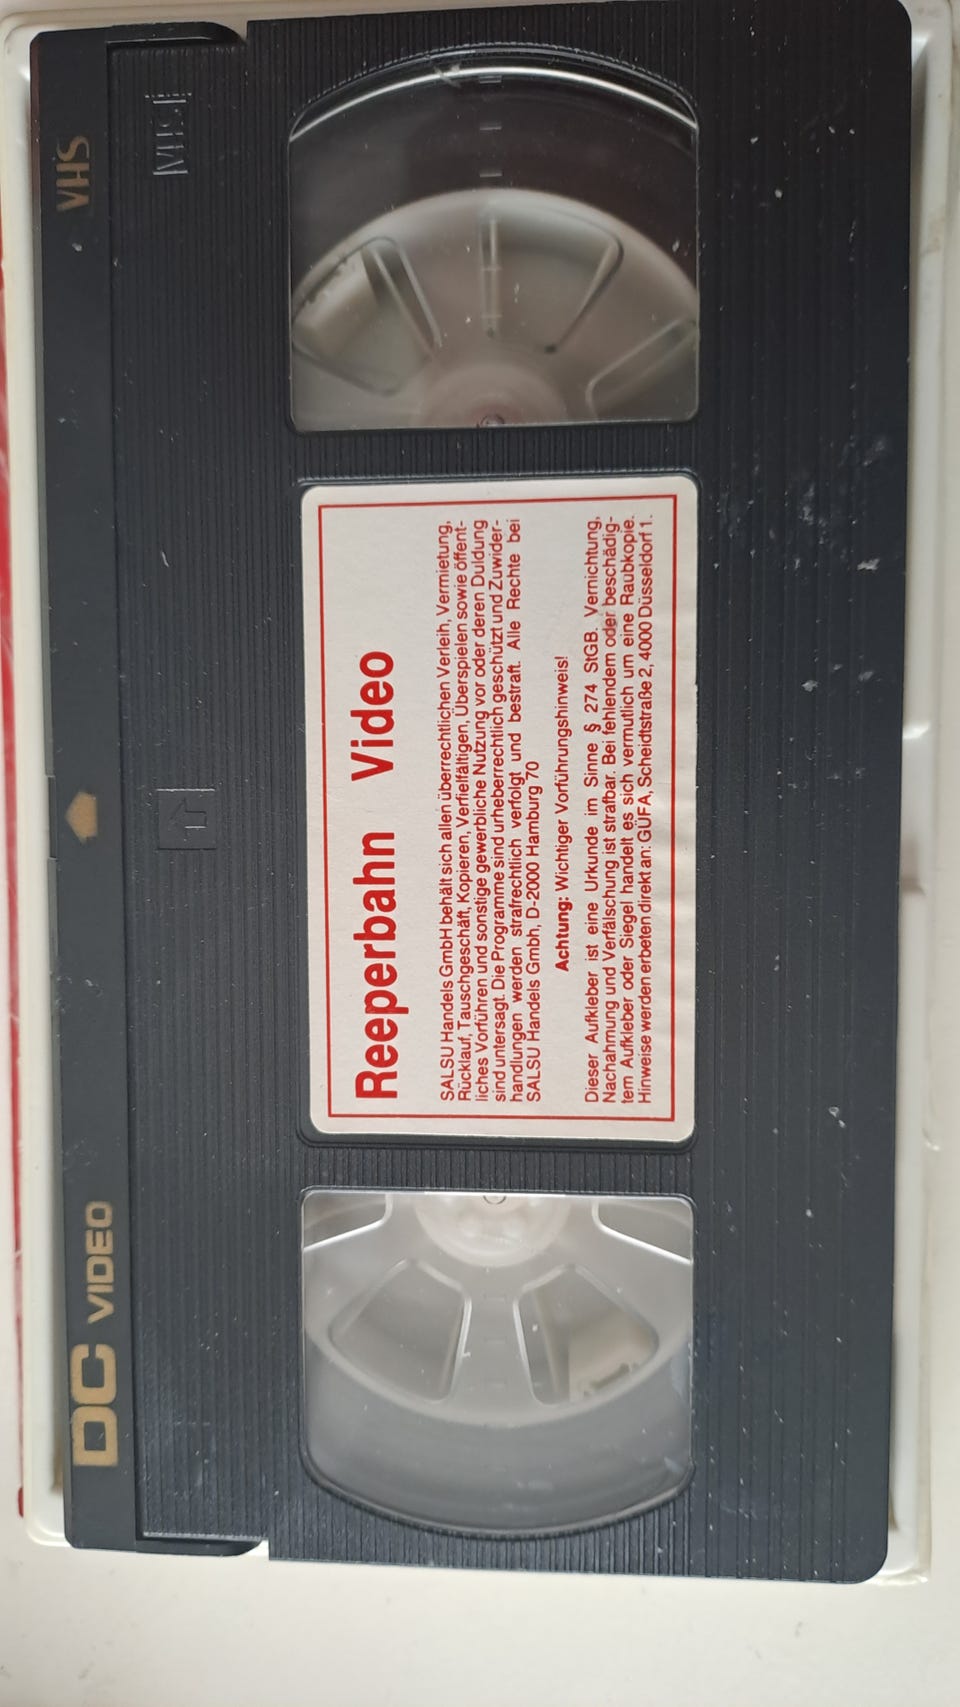 DC VIDEO
VHS
VHS
Reeperbahn Video
SALSU Handels GmbH behält sich allen überrechtlichen Verleih, Vermietung,
Rücklauf, Tauschgeschäft, Kopieren, Verfielfältigen, Überspielen sowie öffent-
liches Vorführen und sonstige gewerbliche Nutzung vor oder deren Duldung
sind untersagt. Die Programme sind urheberrechtlich geschützt und Zuwider-
handlungen werden strafrechtlich verfolgt und bestraft. Alle Rechte bei
SALSU Handels Gmbh, D-2000 Hamburg 70
Achtung: Wichtiger Vorführungshinweis!
Dieser Aufkleber ist eine Urkunde im Sinne § 274 StGB. Vernichtung,
Nachahmung und Verfälschung ist strafbar. Bei fehlendem oder beschädig-
tem Aufkleber oder Siegel handelt es sich vermutlich um eine Raubkopie.
Hinweise werden erbeten direkt an: GÜFA, Scheidtstraße 2, 4000 Düsseldorf 1.